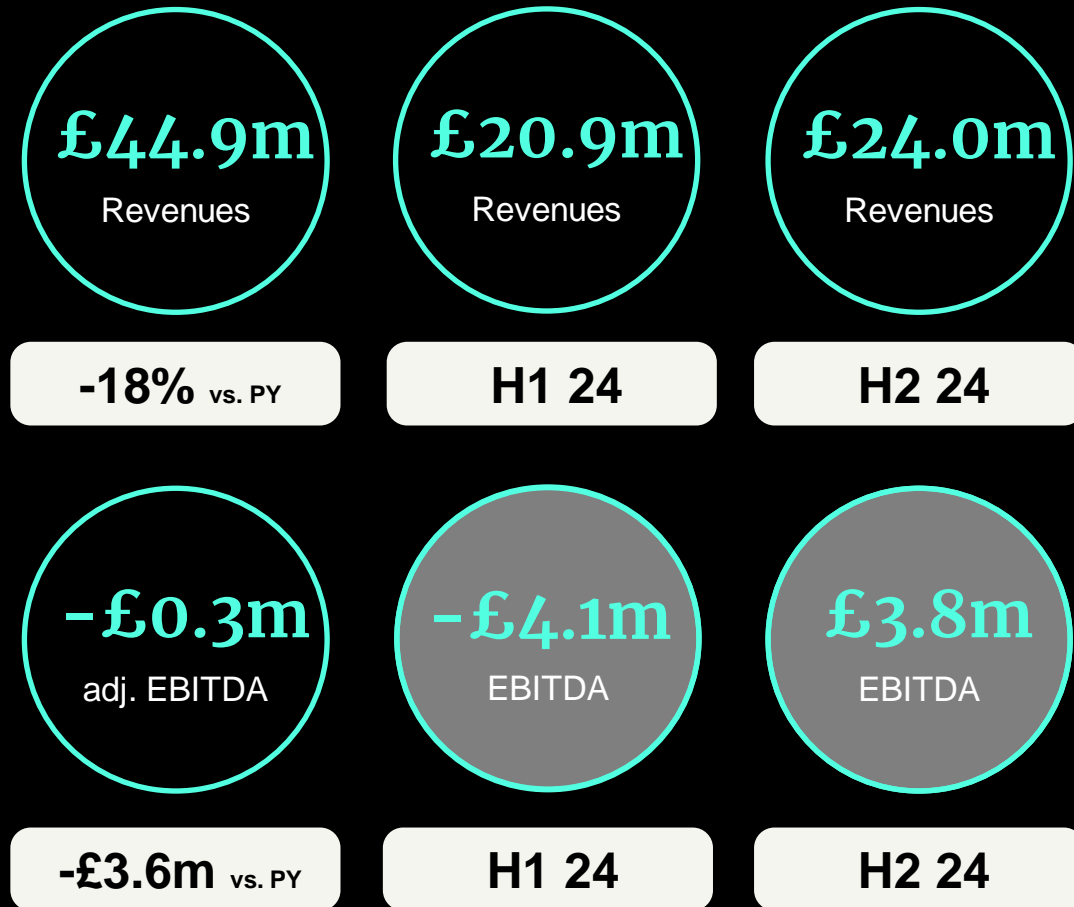 £44.9m
Revenues
£20.9m
Revenues
£24.0m
Revenues
-18% vs. PY
H1 24
H2 24
-£0.3m
adj. EBITDA
-£4.1m
EBITDA
£3.8m
EBITDA
-£3.6m vs. PY
H1 24
H2 24